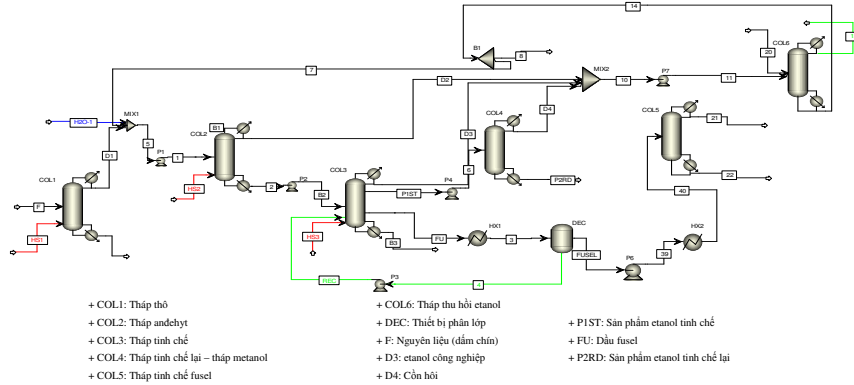 14
COL6
B1
8
20
7
MIX2
P7
10
11
D2
D4
H2O-1
MIX1
COL2
B1
COL4
COL5
21
5
D3
P1
1
D1
COL3
P4
6
COL1
2
P2
P1ST
P2RD
22
HS2
B2
40
F
DEC
HX1
HX2
HS3
FU
3
HS1
B3
FUSEL
P6
39
P3
REC
4
+ COL1: Tháp thô
+ COL2: Tháp anđehyt
+ COL3: Tháp tinh chế
+ COL4: Tháp tinh chế lại – tháp metanol
+ COL5: Tháp tinh chế fusel
+ COL6: Tháp thu hồi etanol
+ DEC: Thiết bị phân lớp
+ F: Nguyên liệu (dấm chín)
+ D3: etanol công nghiệp
+ D4: Cồn hôi
+ P1ST: Sản phẩm etanol tinh chế
+ FU: Dầu fusel
+ P2RD: Sản phẩm etanol tinh chế lại